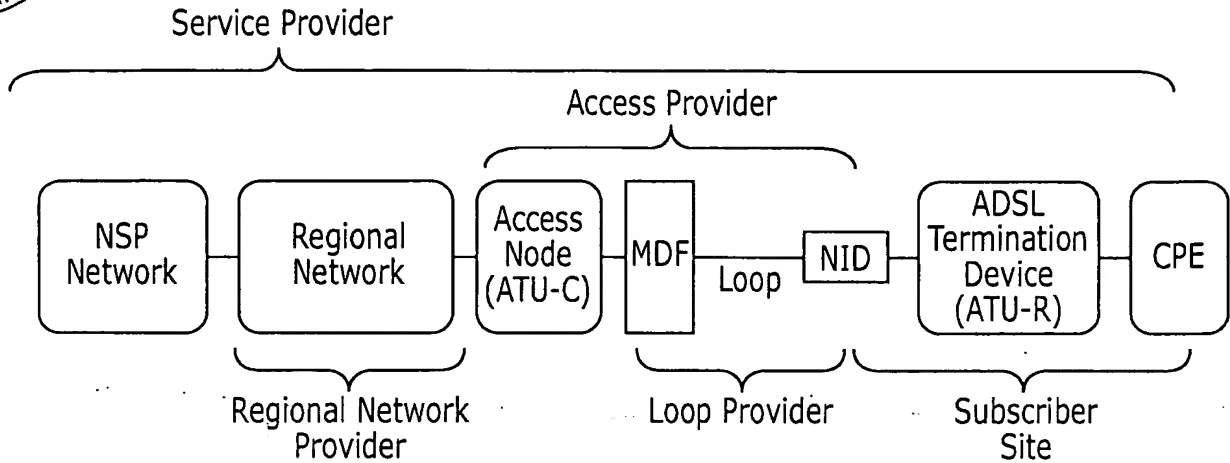 Service Provider
Access Provider
NSP
Network
Regional
Network
Access
Node
(ATU-C)
MDF
Loop
NID
ADSL
Termination
Device
(ATU-R)
CPE
Regional Network
Provider
Loop Provider
Subscriber
Site